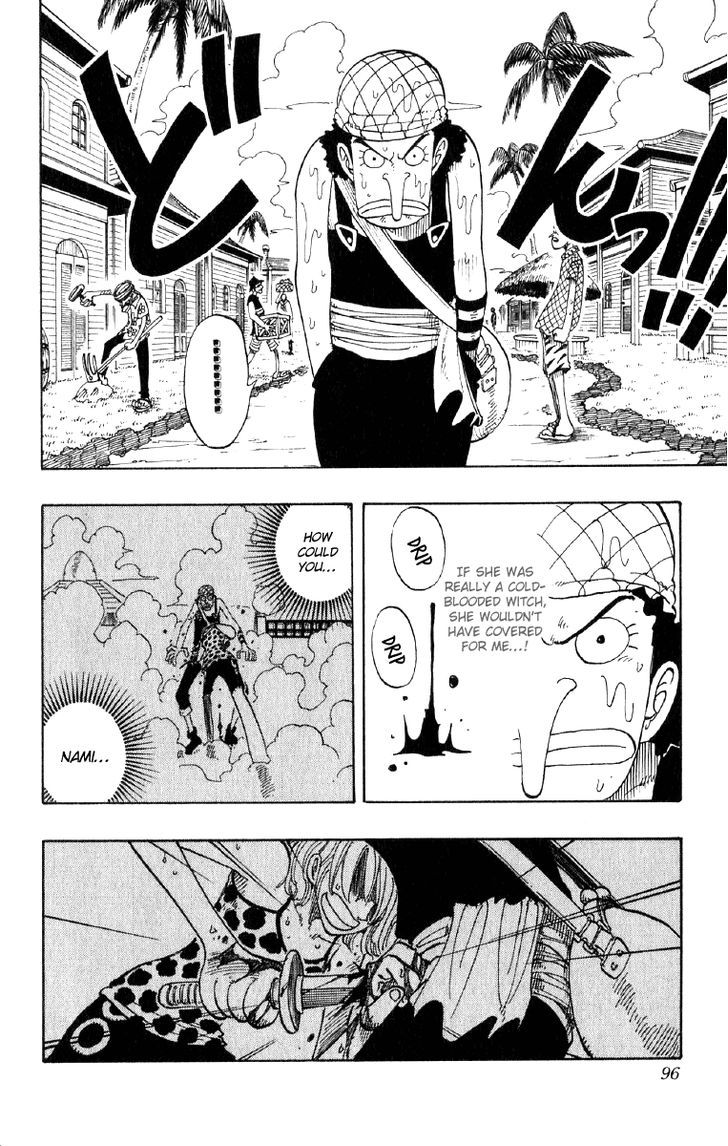 ど
んっ!!!
........
DRIP
IF SHE WAS
REALLY A COLD-
BLOODED WITCH,
SHE WOULDN'T
HAVE COVERED
FOR ME...!
DRIP
HOW
COULD
YOU...
NAMI...
96